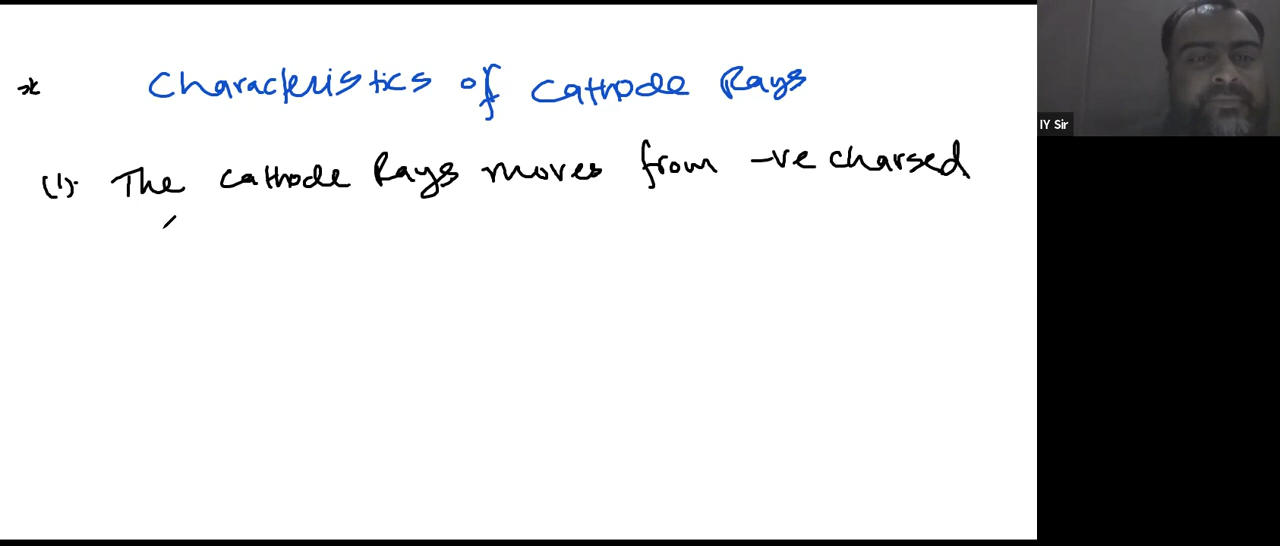 * Characteristics of Cathode Rays
(1). The cathode Rays moves from -ve charsed
IY Sir